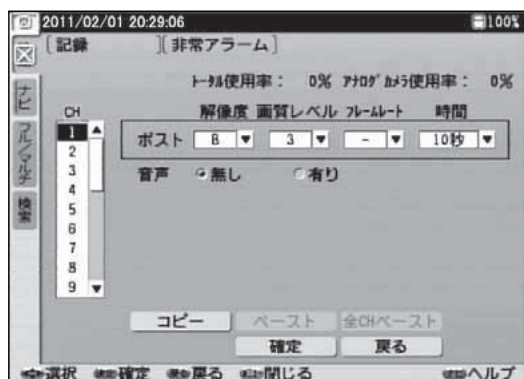 2011/02/01 20:29:06 100%
[記録 ][非常アラーム]
トータル使用率： 0% アナログカメラ使用率： 0%
CH 解像度 画質レベル フレームレート 時間
1 ポスト B 3 - 10秒
2
3 音声 無し 有り
4
5
6
7
8
9
ナビ
フル/マルチ
検索
コピー ペースト 全CHペースト
確定 戻る
選択 確定 戻る 閉じる ヘルプ